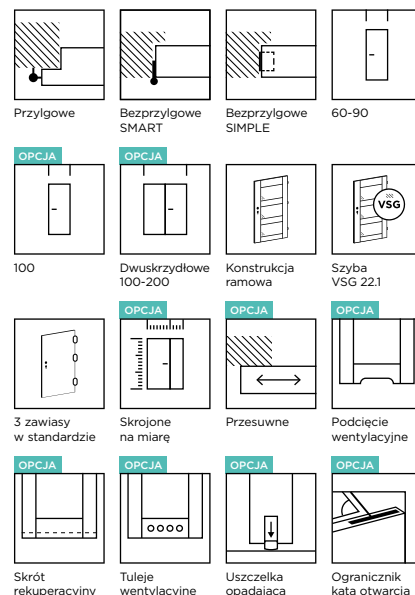 Przylgowe
Bezprzylgowe
SMART
Bezprzylgowe
SIMPLE
60-90
OPCJA
100
OPCJA
Dwuskrzydłowe
100-200
Konstrukcja
ramowa
VSG
Szyba
VSG 22.1
3 zawiasy
w standardzie
OPCJA
Skrojone
na miarę
OPCJA
Przesuwne
OPCJA
Podcięcie
wentylacyjne
OPCJA
Skrót
rekuperacyjny
OPCJA
Tuleje
wentylacyjne
OPCJA
Uszczelka
opadająca
OPCJA
Ogranicznik
kąta otwarcia